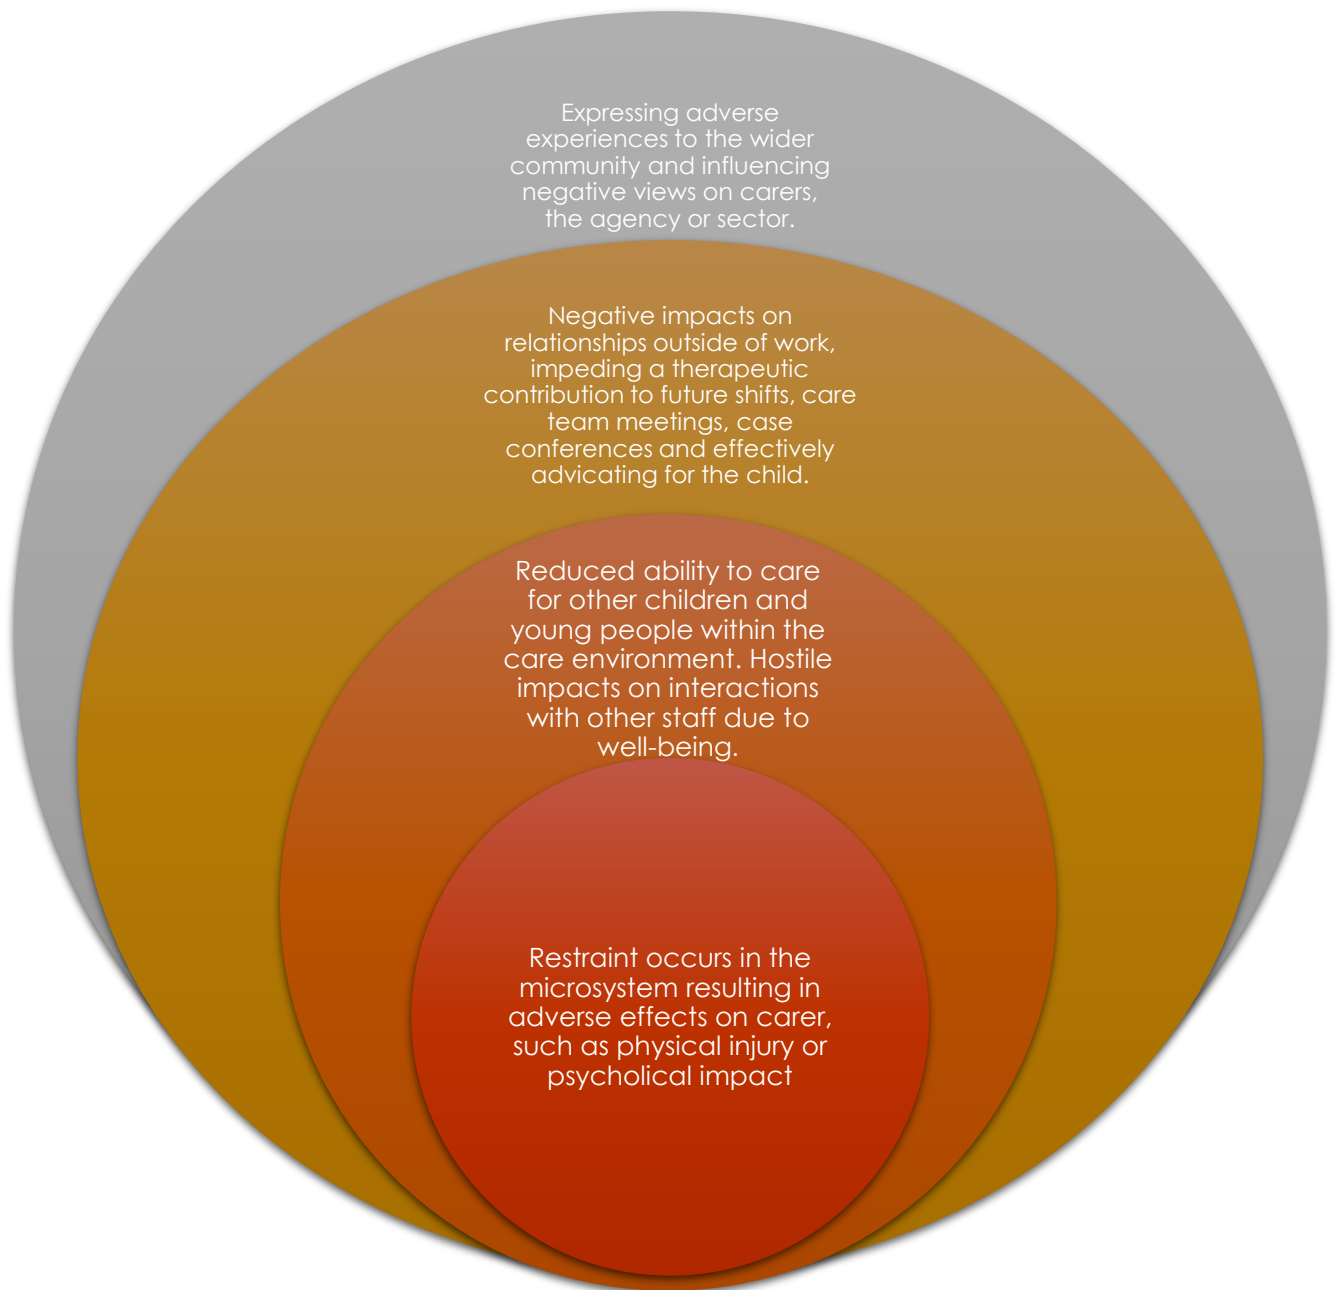 Expressing adverse
experiences to the wider
community and influencing
negative views on carers,
the agency or sector.
Negative impacts on
relationships outside of work,
impeding a therapeutic
contribution to future shifts, care
team meetings, case
conferences and effectively
advicating for the child.
Reduced ability to care
for other children and
young people within the
care environment. Hostile
impacts on interactions
with other staff due to
well-being.
Restraint occurs in the
microsystem resulting in
adverse effects on carer,
such as physical injury or
psycholical impact